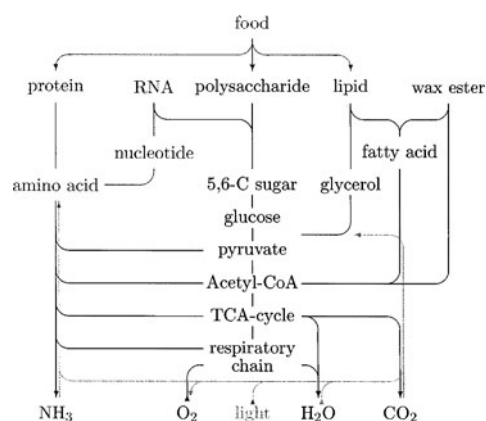 food
protein RNA polysaccharide lipid wax ester
nucleotide fatty acid
amino acid 5,6-C sugar glycerol
glucose
pyruvate
Acetyl-CoA
TCA-cycle
respiratory
chain
NH₃ O₂ light H₂O CO₂